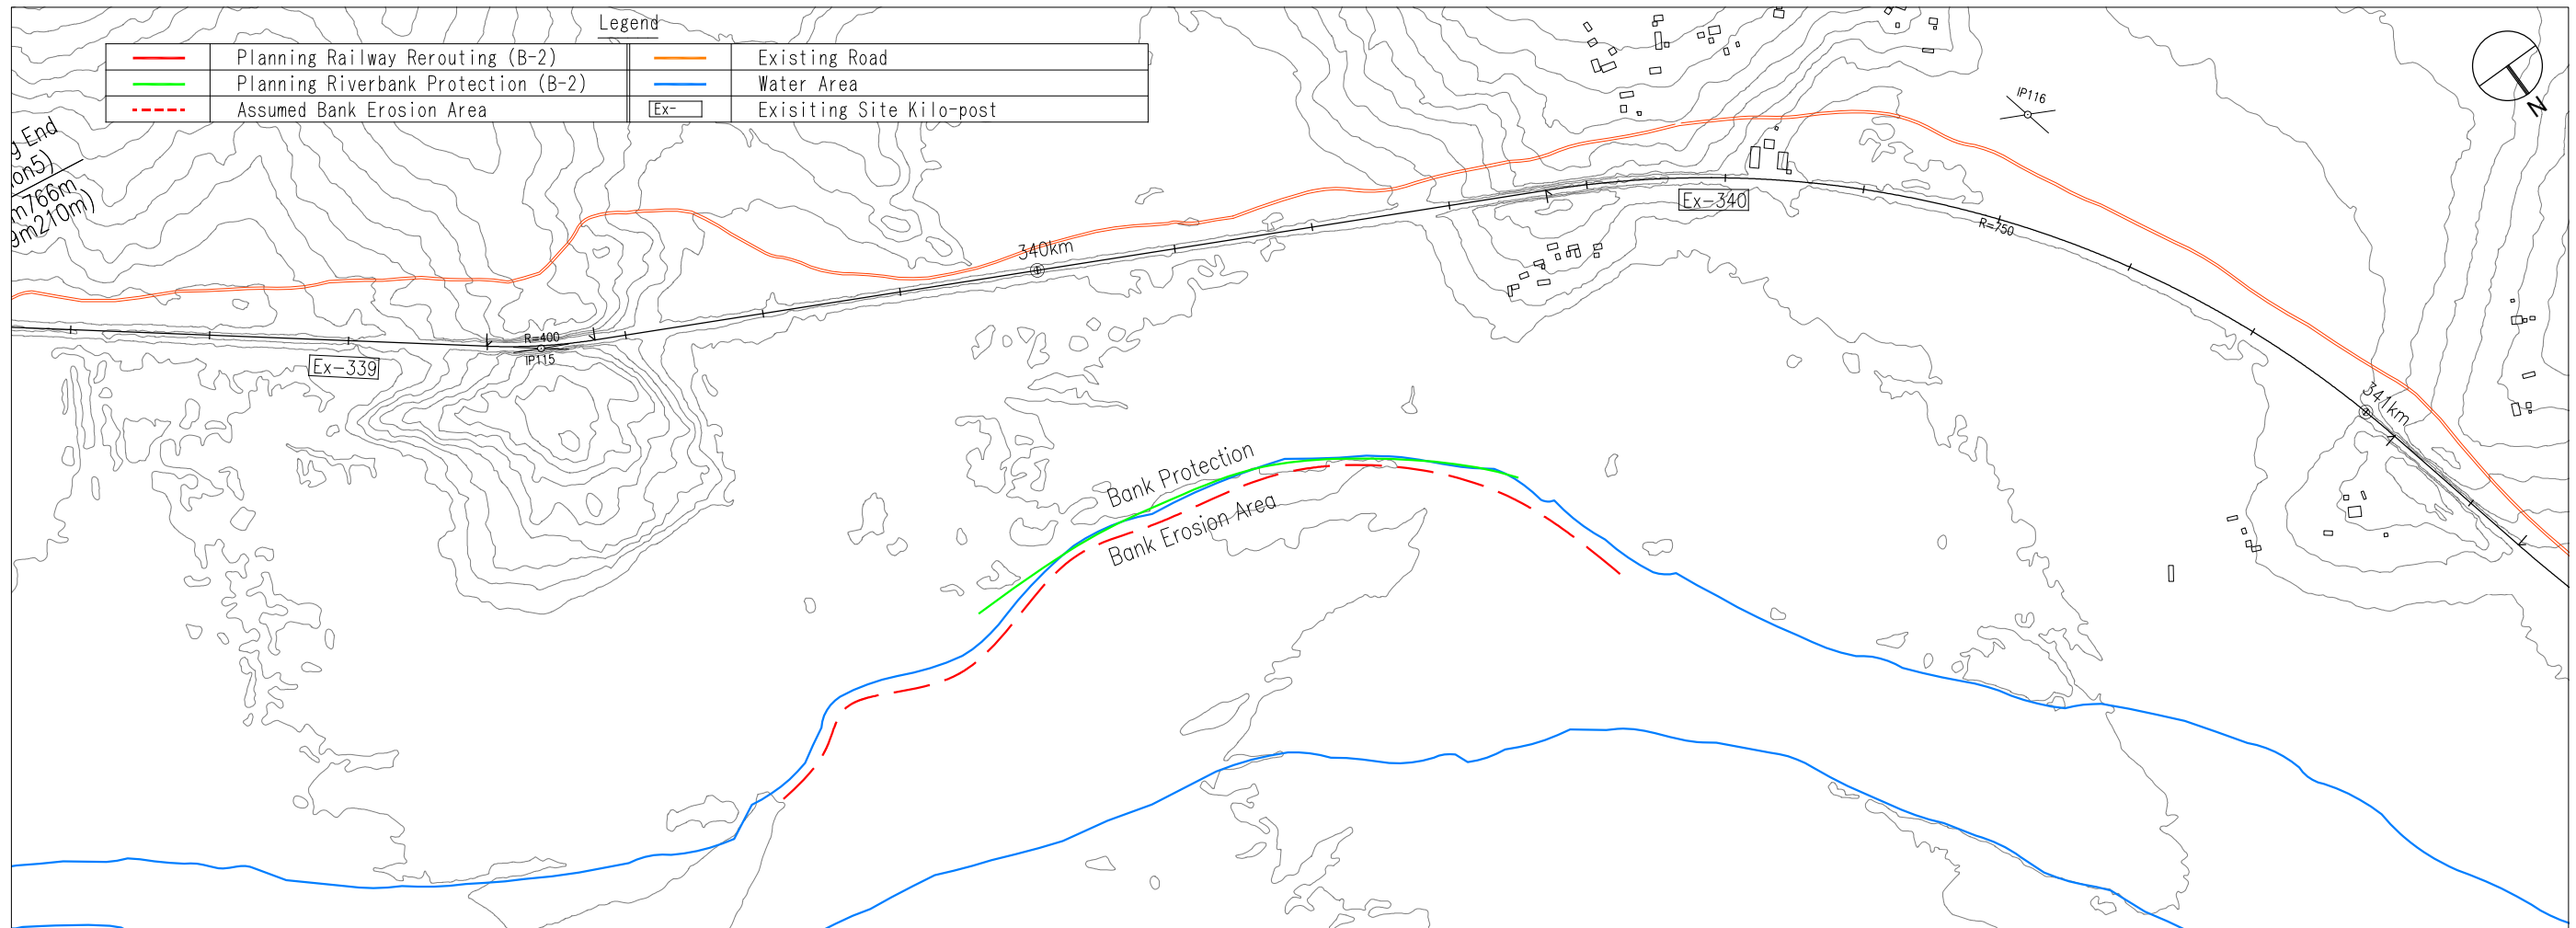 Legend
Planning Railway Rerouting (B-2)
Existing Road
Planning Riverbank Protection (B-2)
Water Area
Assumed Bank Erosion Area
Ex-
Exisiting Site Kilo-post
g End
ion5)
m766m
9m210m)
IP116
N
340km
Ex-340
R=750
R=400
IP115
Ex-339
341km
Bank Protection
Bank Erosion Area